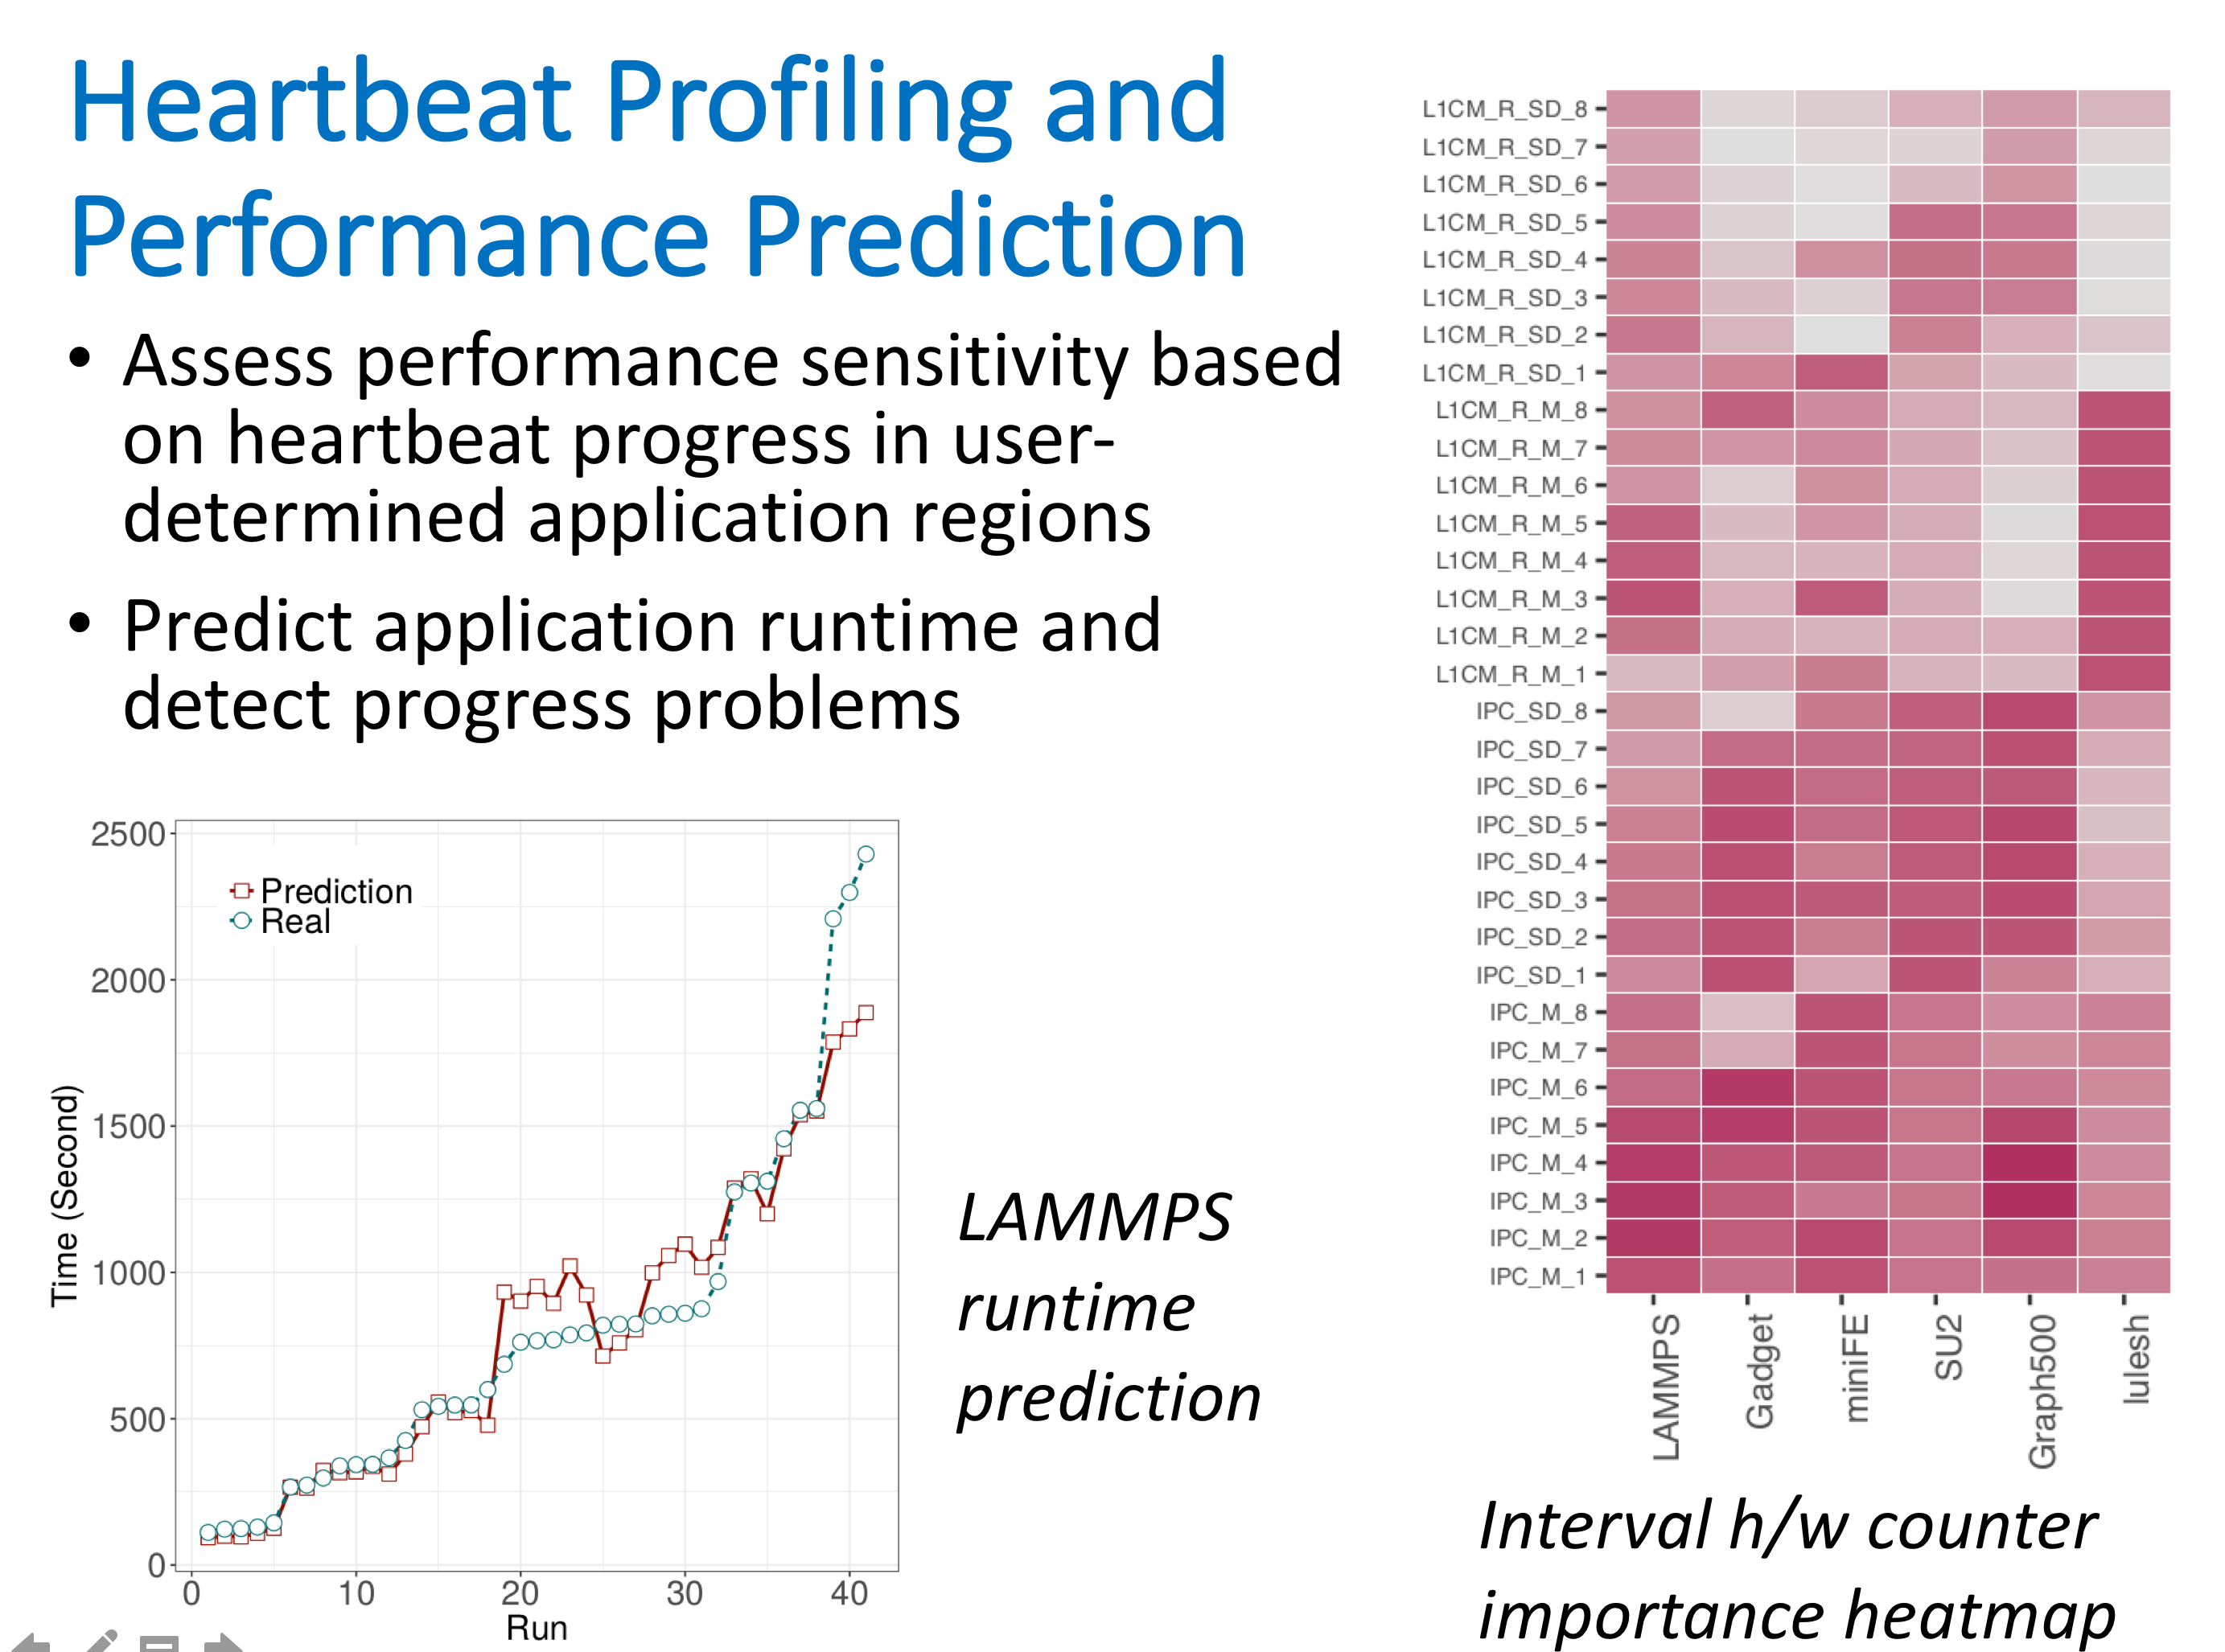 Heartbeat Profiling and
Performance Prediction
• Assess performance sensitivity based
on heartbeat progress in user-
determined application regions
• Predict application runtime and
detect progress problems
2500
2000
1500
1000
500
0
Time (Second)
Prediction
Real
0 10 20 30 40
Run
LAMMPS
runtime
prediction
L1CM_R_SD_8
L1CM_R_SD_7
L1CM_R_SD_6
L1CM_R_SD_5
L1CM_R_SD_4
L1CM_R_SD_3
L1CM_R_SD_2
L1CM_R_SD_1
L1CM_R_M_8
L1CM_R_M_7
L1CM_R_M_6
L1CM_R_M_5
L1CM_R_M_4
L1CM_R_M_3
L1CM_R_M_2
L1CM_R_M_1
IPC_SD_8
IPC_SD_7
IPC_SD_6
IPC_SD_5
IPC_SD_4
IPC_SD_3
IPC_SD_2
IPC_SD_1
IPC_M_8
IPC_M_7
IPC_M_6
IPC_M_5
IPC_M_4
IPC_M_3
IPC_M_2
IPC_M_1
LAMMPS
Gadget
miniFE
SU2
Graph500
lulesh
Interval h/w counter
importance heatmap